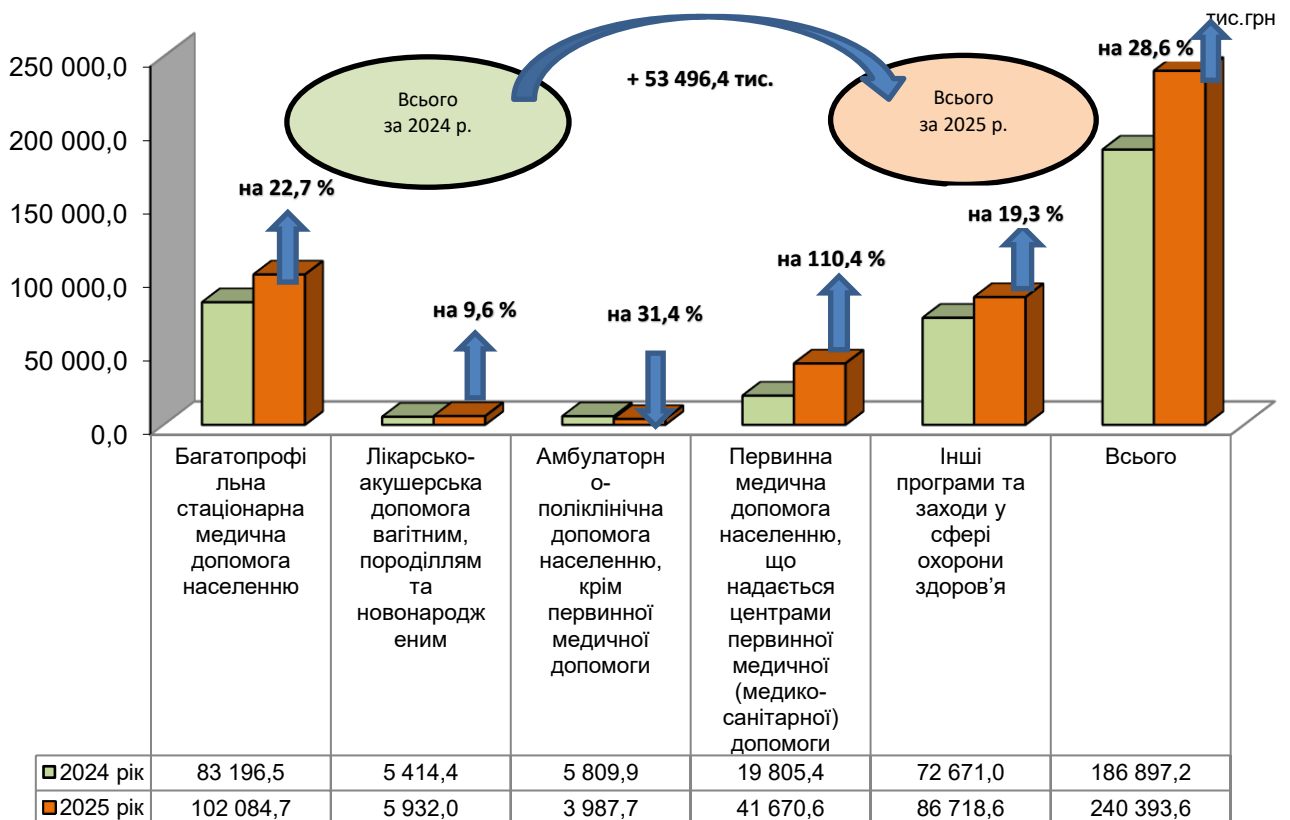 тис.грн
на 28,6 %
250 000,0
+ 53 496,4 тис.
Всього
за 2024 р.
Всього
за 2025 р.
200 000,0
на 22,7 %
150 000,0
на 19,3 %
на 110,4 %
100 000,0
на 9,6 %
на 31,4 %
50 000,0
0,0
Багатопрофі
льна
стаціонарна
медична
допомога
населенню
Лікарсько-
акушерська
допомога
вагітним,
породіллям
та
новонародж
еним
Амбулаторн
о-
поліклінічна
допомога
населенню,
крім
первинної
медичної
допомоги
Первинна
медична
допомога
населенню,
що
надається
центрами
первинної
медичної
(медико-
санітарної)
допомоги
Інші
програми та
заходи у
сфері
охорони
здоров’я
Всього
2024 рік 83 196,5 5 414,4 5 809,9 19 805,4 72 671,0 186 897,2
2025 рік 102 084,7 5 932,0 3 987,7 41 670,6 86 718,6 240 393,6